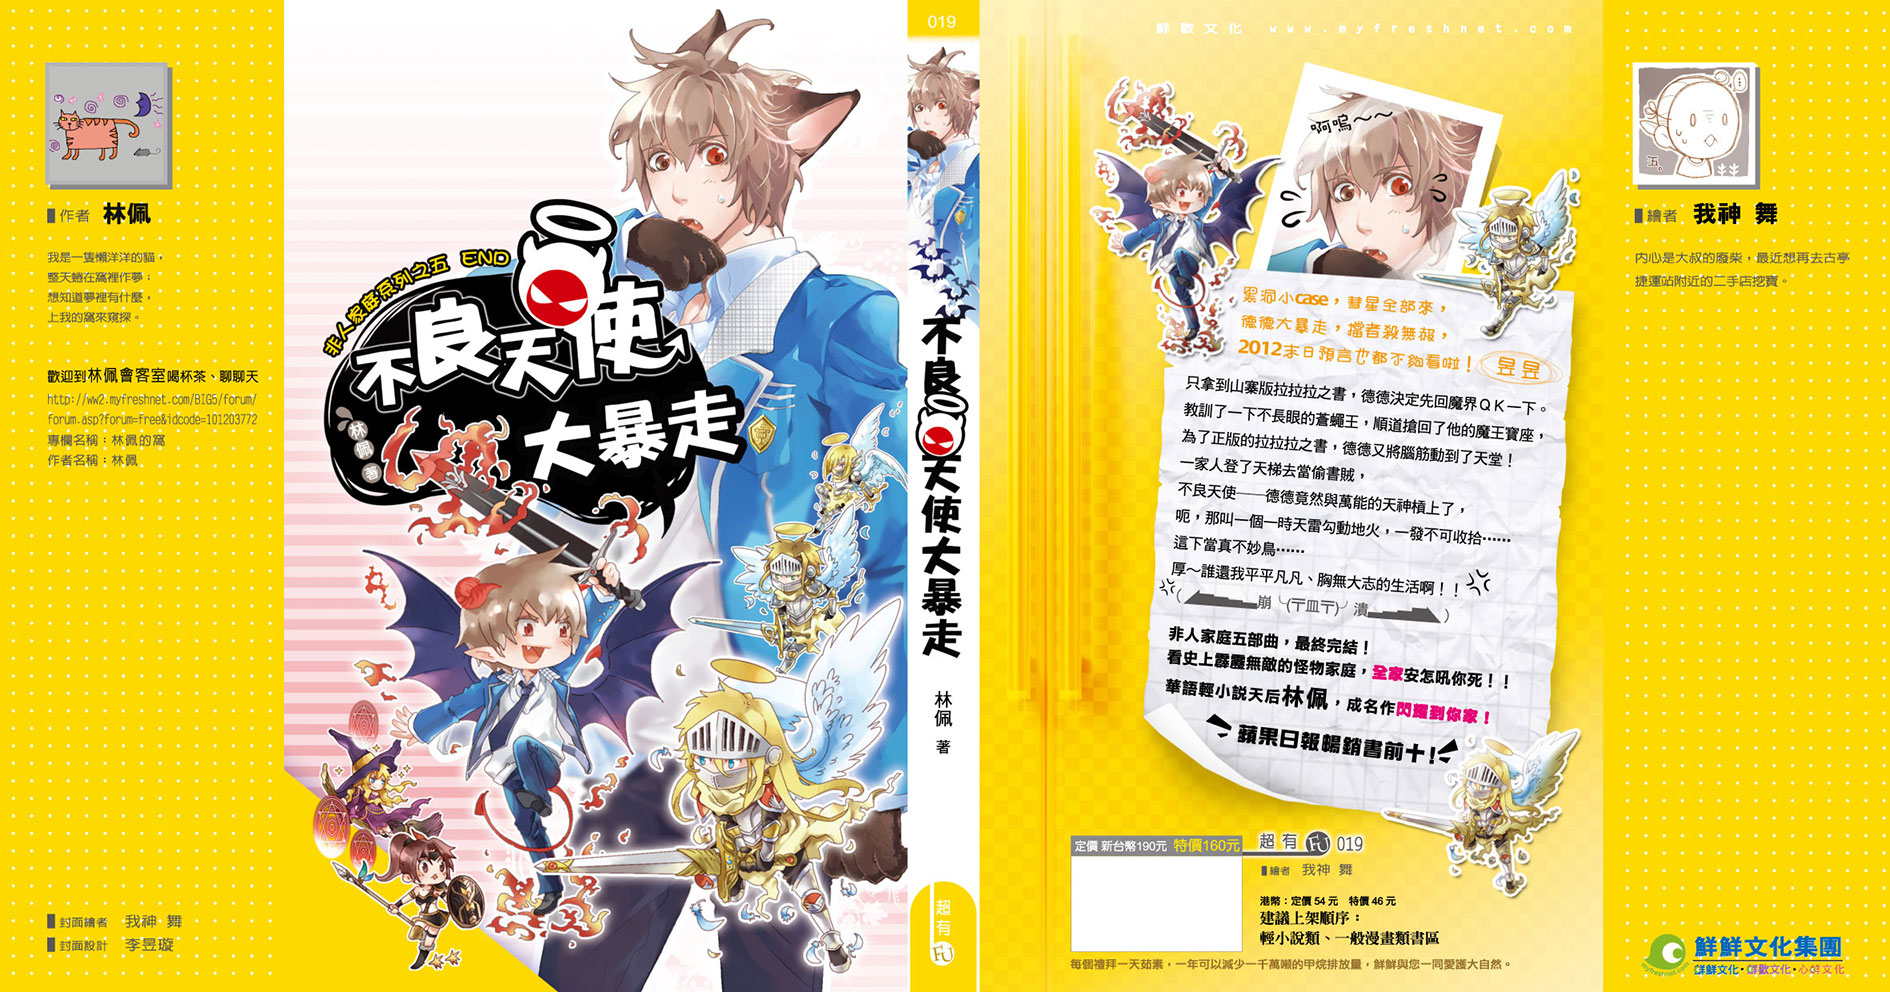 作者 林佩
我是一隻懶洋洋的貓，
整天蜷在窩裡作夢；
想知道夢裡有什麼，
上我的窩來窺探。
歡迎到林佩會客室喝杯茶、聊聊天
http://ww2.myfreshnet.com/BIG5/forum/
forum.asp?forum=free&idcode=101203772
專欄名稱：林佩的窩
作者名稱：林佩
封面繪者 我神 舞
封面設計 李昱璇
非人家庭系列之五 END
不良天使
大暴走
林佩 著
019
不良天使大暴走
林佩 著
超有
FU
鮮歡文化 www.myfreshnet.com
啊嗚～～
黑洞小case，彗星全部來，
德德大暴走，擋者殺無赦，
2012末日預言也都不夠看啦！ 昱昱
只拿到山寨版拉拉拉之書，德德決定先回魔界QK一下。
教訓了一下不長眼的蒼蠅王，順道搶回了他的魔王寶座，
為了正版的拉拉拉之書，德德又將腦筋動到了天堂！
一家人登了天梯去當偷書賊，
不良天使──德德竟然與萬能的天神槓上了，
呃，那叫一個一時天雷勾動地火，一發不可收拾……
這下當真不妙鳥……
厚～誰還我平平凡凡、胸無大志的生活啊！！
(◢▆▅▄▃ 崩╰(〒皿〒)╯潰 ▃▄▅▆◣)
非人家庭五部曲，最終完結！
看史上霹靂無敵的怪物家庭，全家安怎吼你死！！
華語輕小說天后林佩，成名作閃耀到你家！
蘋果日報暢銷書前十！
定價 新台幣190元 特價160元
超有FU 019
繪者 我神 舞
港幣：定價 54 元 特價 46 元
建議上架順序：
輕小說類、一般漫畫類書區
每個禮拜一天茹素，一年可以減少一千萬噸的甲烷排放量，鮮鮮與您一同愛護大自然。
五。
繪者 我神 舞
內心是大叔的廢柴，最近想再去古亭
捷運站附近的二手店挖寶。
myfreshnet.com
鮮鮮文化集團
鮮鮮文化・鮮歡文化・心鮮文化